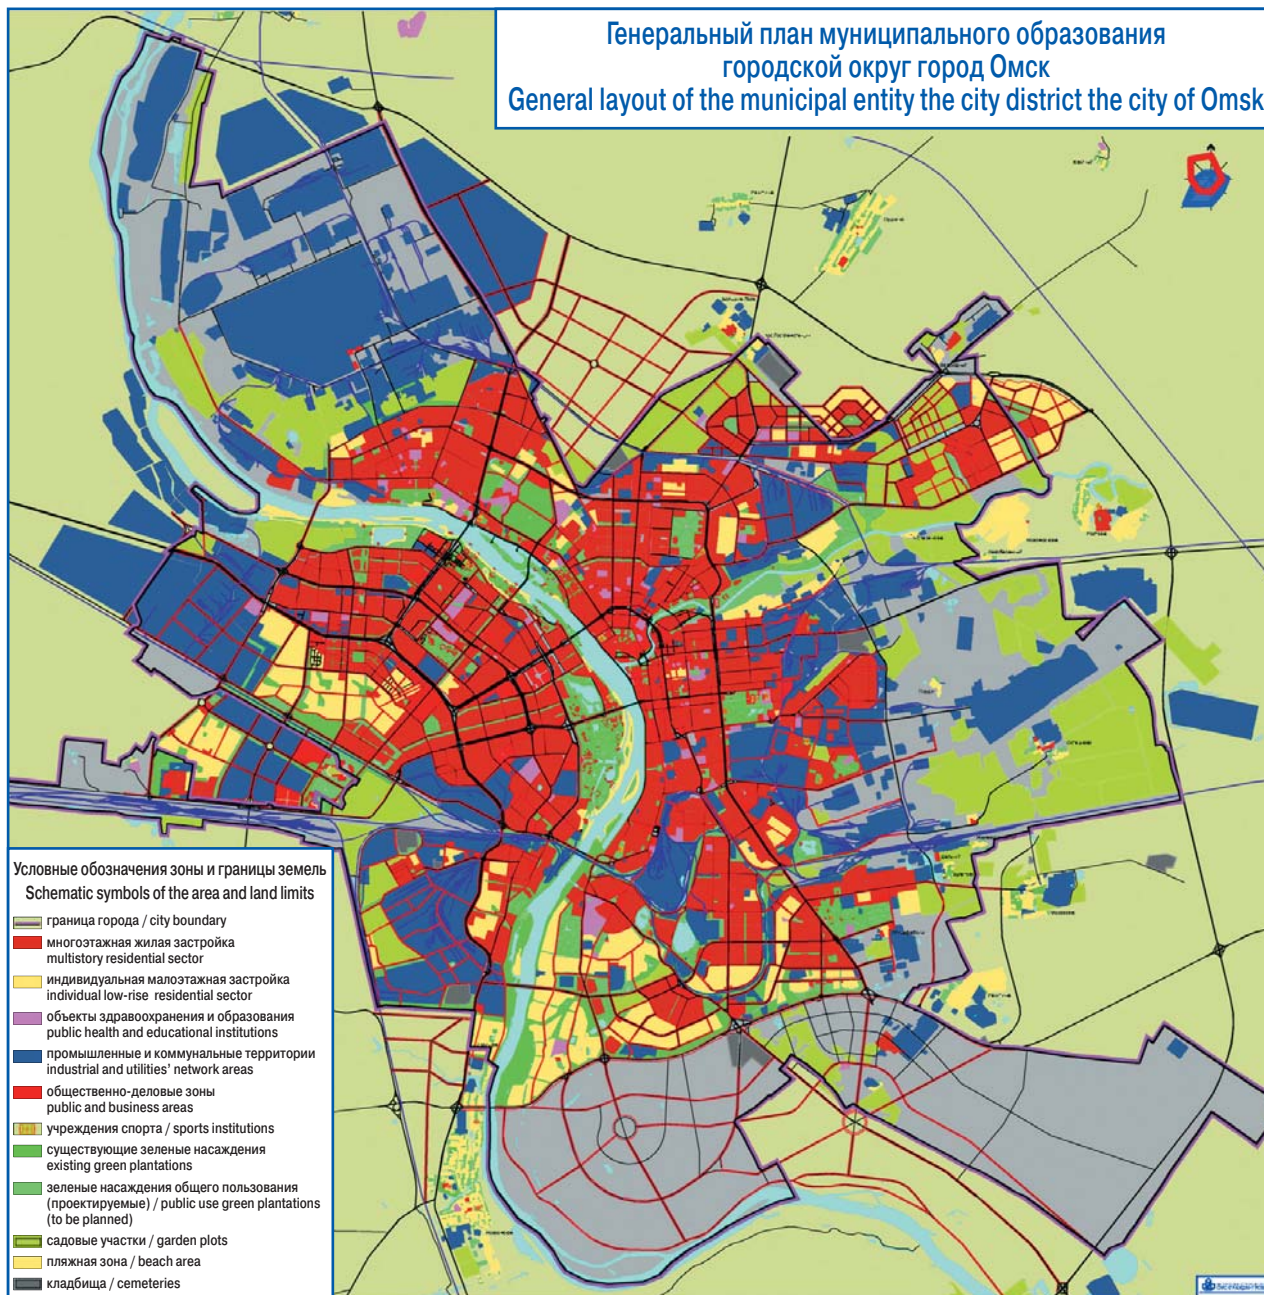 Генеральный план муниципального образования
городской округ город Омск
General layout of the municipal entity the city district the city of Omsk
Условные обозначения зоны и границы земель
Schematic symbols of the area and land limits
граница города / city boundary
многоэтажная жилая застройка
multistory residential sector
индивидуальная малоэтажная застройка
individual low-rise residential sector
объекты здравоохранения и образования
public health and educational institutions
промышленные и коммунальные территории
industrial and utilities' network areas
общественно-деловые зоны
public and business areas
учреждения спорта / sports institutions
существующие зеленые насаждения
existing green plantations
зеленые насаждения общего пользования
(проектируемые) / public use green plantations
(to be planned)
садовые участки / garden plots
пляжная зона / beach area
кладбища / cemeteries